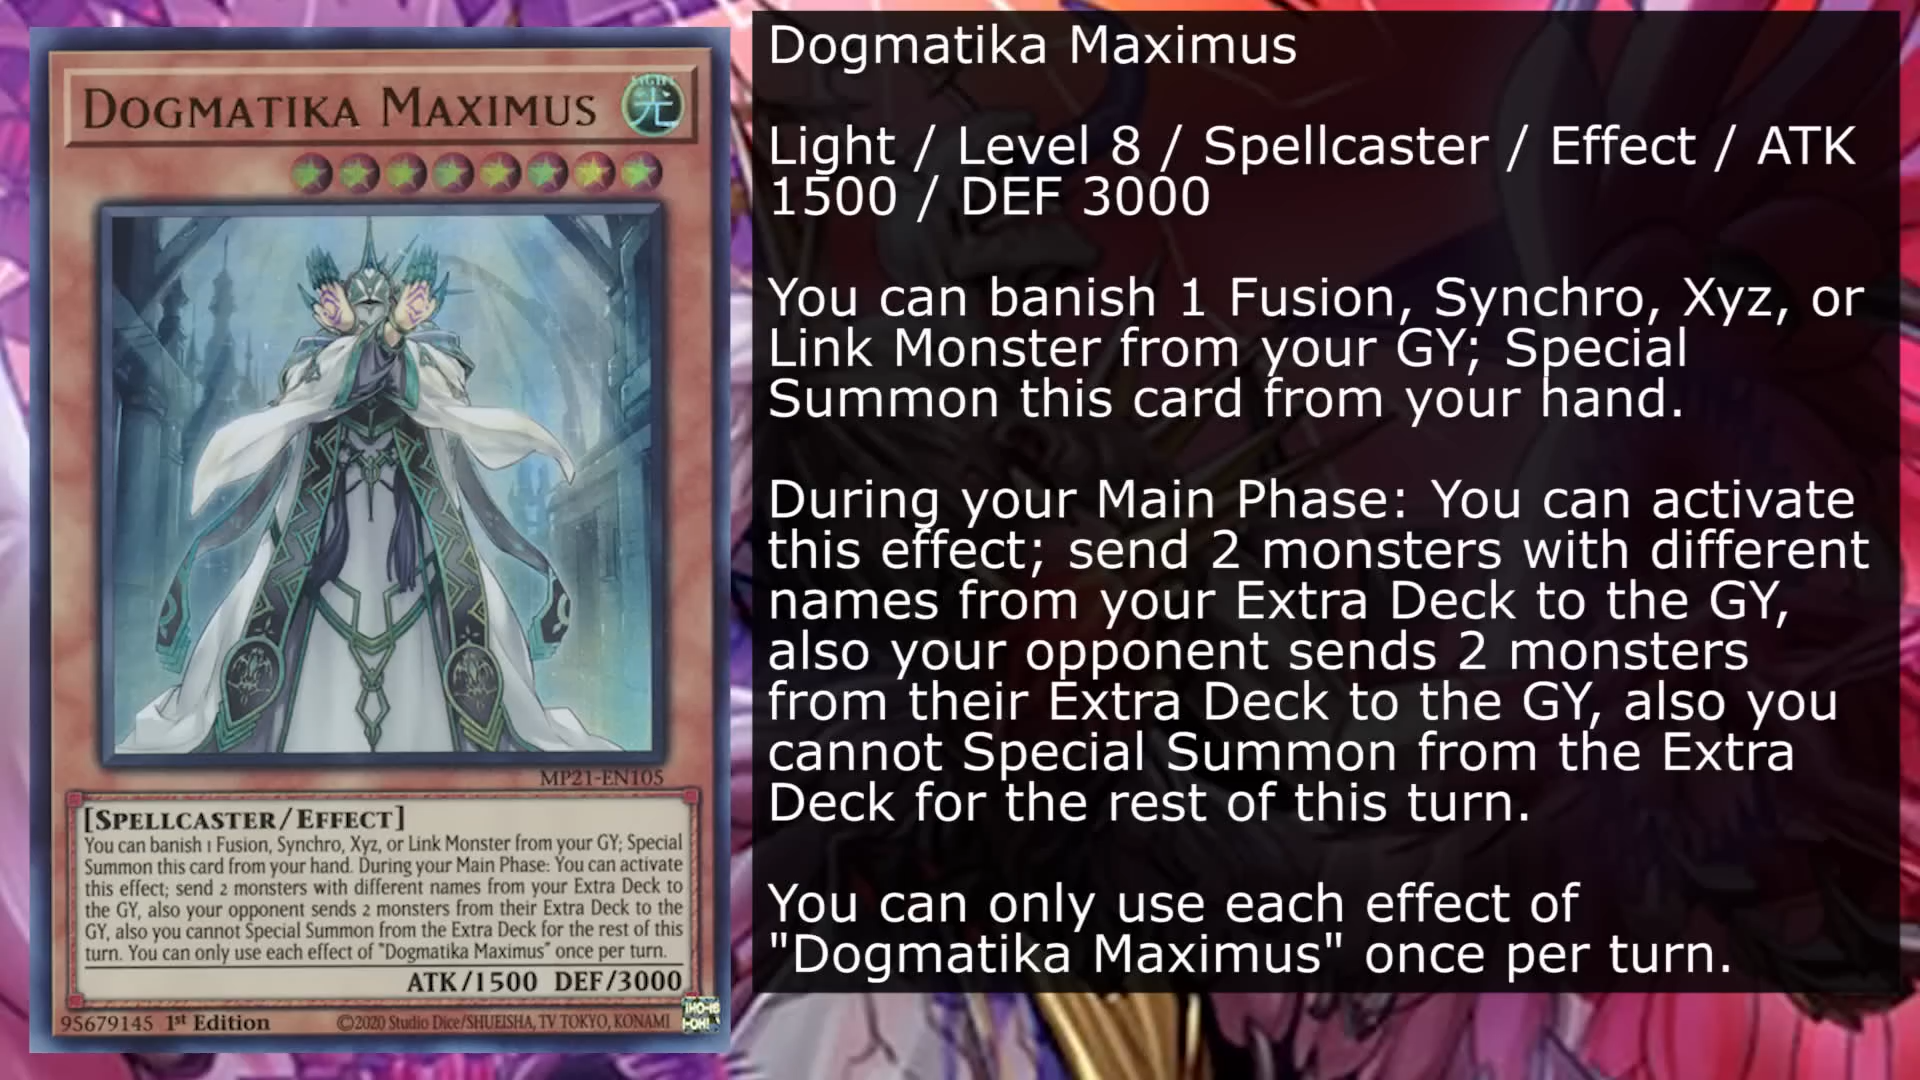 DOGMATIKA MAXIMUS
LIGHT
光
MP21-EN105
[SPELLCASTER/EFFECT]
You can banish 1 Fusion, Synchro, Xyz, or Link Monster from your GY; Special
Summon this card from your hand. During your Main Phase: You can activate
this effect; send 2 monsters with different names from your Extra Deck to
the GY, also your opponent sends 2 monsters from their Extra Deck to the
GY, also you cannot Special Summon from the Extra Deck for the rest of this
turn. You can only use each effect of "Dogmatika Maximus" once per turn.
ATK/1500 DEF/3000
95679145 1st Edition
©2020 Studio Dice/SHUEISHA, TV TOKYO, KONAMI
Dogmatika Maximus
Light / Level 8 / Spellcaster / Effect / ATK
1500 / DEF 3000
You can banish 1 Fusion, Synchro, Xyz, or
Link Monster from your GY; Special
Summon this card from your hand.
During your Main Phase: You can activate
this effect; send 2 monsters with different
names from your Extra Deck to the GY,
also your opponent sends 2 monsters
from their Extra Deck to the GY, also you
cannot Special Summon from the Extra
Deck for the rest of this turn.
You can only use each effect of
"Dogmatika Maximus" once per turn.